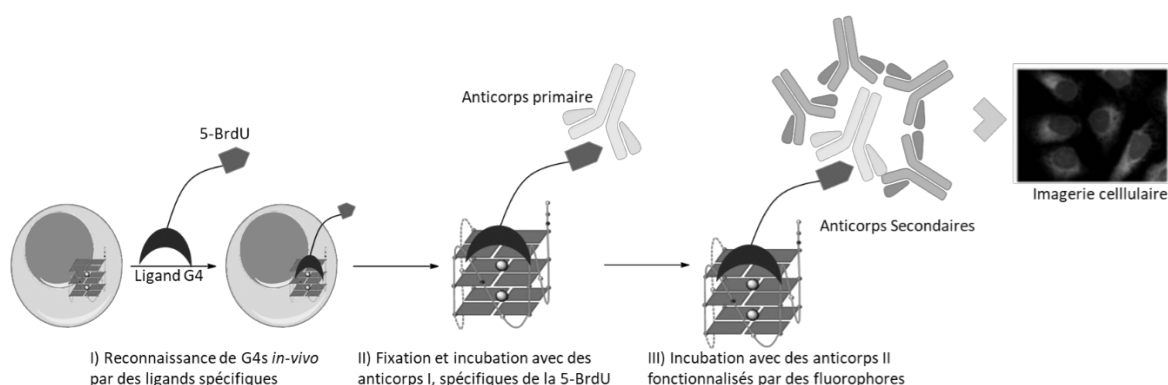 Anticorps primaire
5-BrdU
Imagerie celllulaire
Anticorps Secondaires
Ligand G4
I) Reconnaissance de G4s in-vivo
par des ligands spécifiques
II) Fixation et incubation avec des
anticorps I, spécifiques de la 5-BrdU
III) Incubation avec des anticorps II
fonctionnalisés par des fluorophores